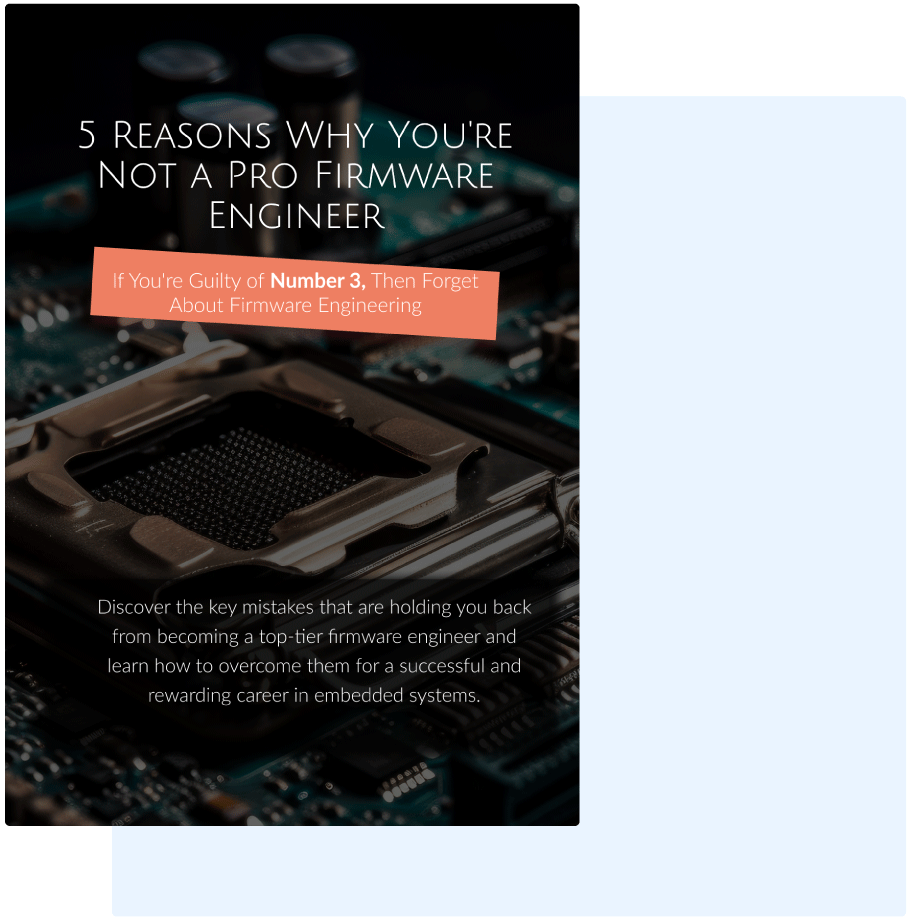 5 Reasons Why You're
Not a Pro Firmware
Engineer
If You're Guilty of Number 3, Then Forget
About Firmware Engineering
Discover the key mistakes that are holding you back
from becoming a top-tier firmware engineer and
learn how to overcome them for a successful and
rewarding career in embedded systems.